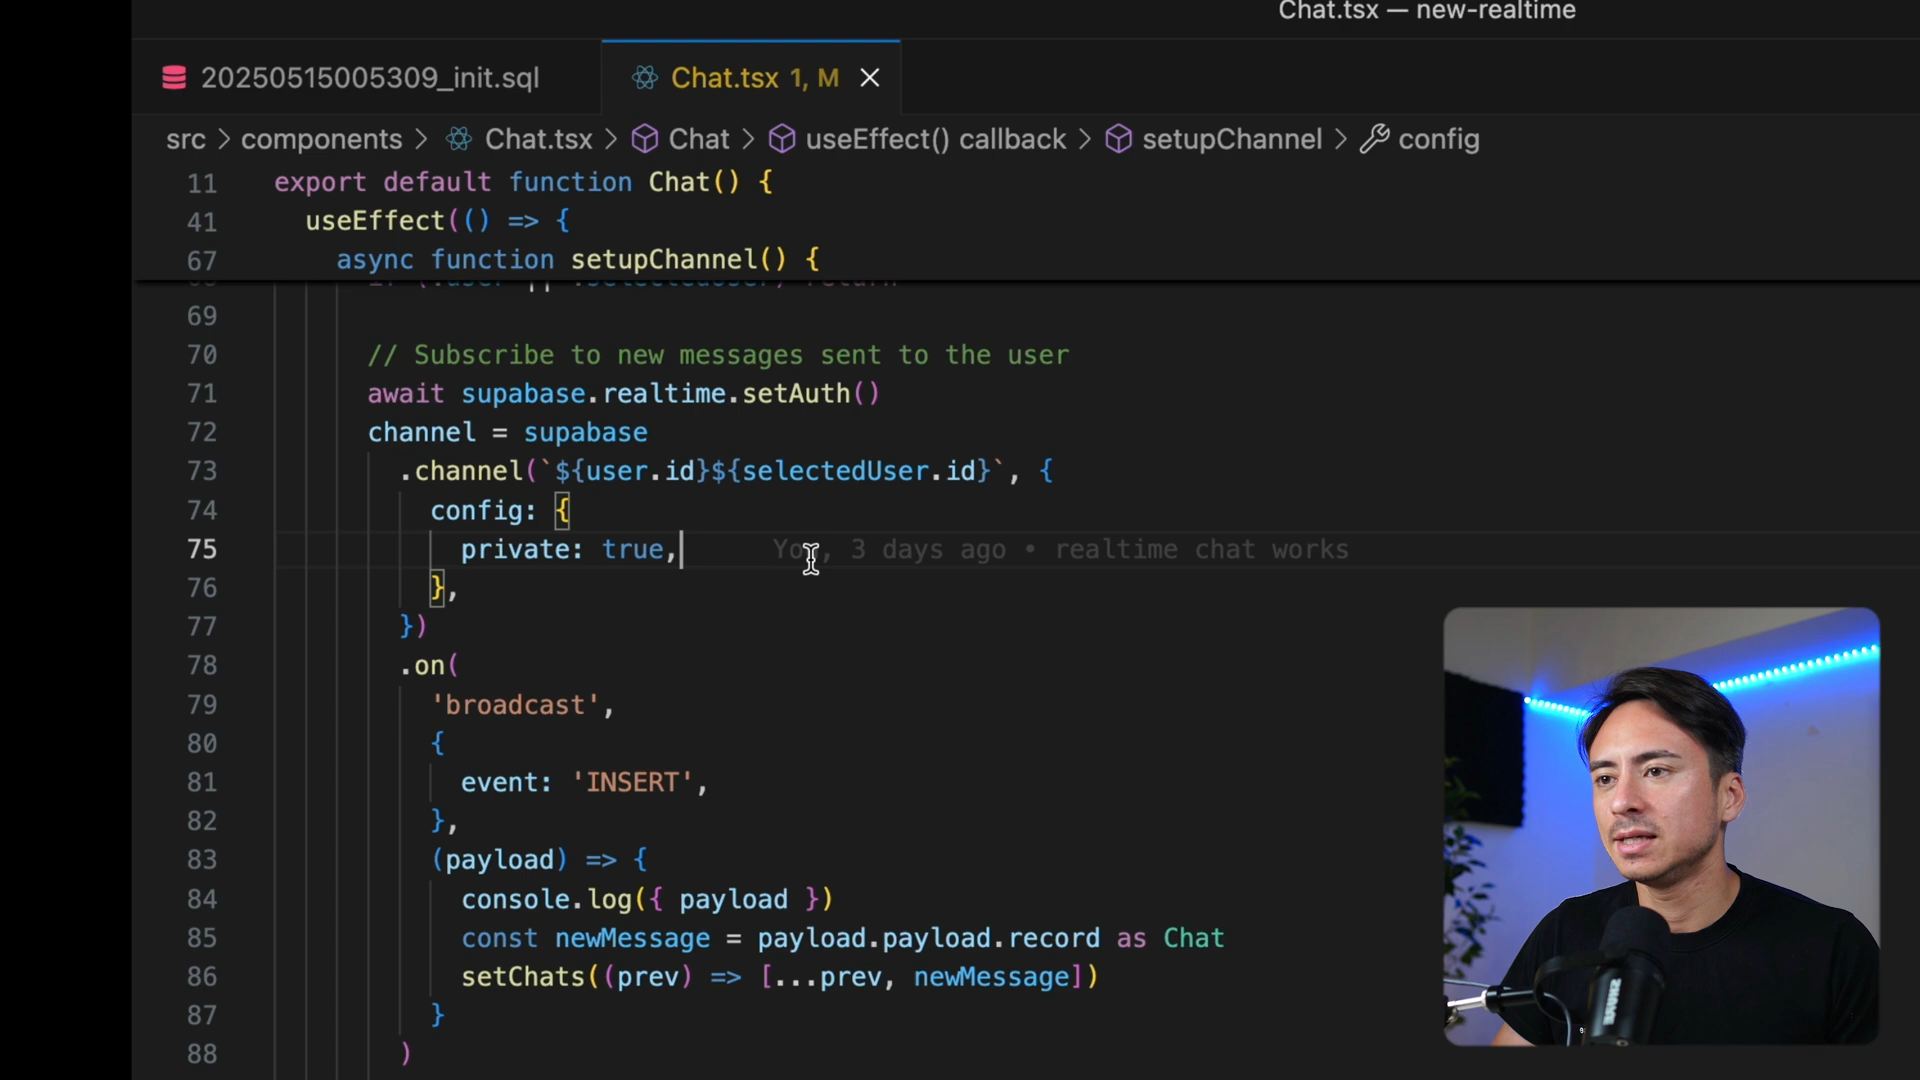 Chat.tsx — new-realtime
20250515005309_init.sql
Chat.tsx 1, M
src > components > Chat.tsx > Chat > useEffect() callback > setupChannel > config
11 export default function Chat() {
41 useEffect(() => {
67 async function setupChannel() {
69
70 // Subscribe to new messages sent to the user
71 await supabase.realtime.setAuth()
72 channel = supabase
73 .channel(`${user.id}${selectedUser.id}`, {
74 config: {
75 private: true, You, 3 days ago • realtime chat works
76 },
77 })
78 .on(
79 'broadcast',
80 {
81 event: 'INSERT',
82 },
83 (payload) => {
84 console.log({ payload })
85 const newMessage = payload.payload.record as Chat
86 setChats((prev) => [...prev, newMessage])
87 }
88 )
SHURE